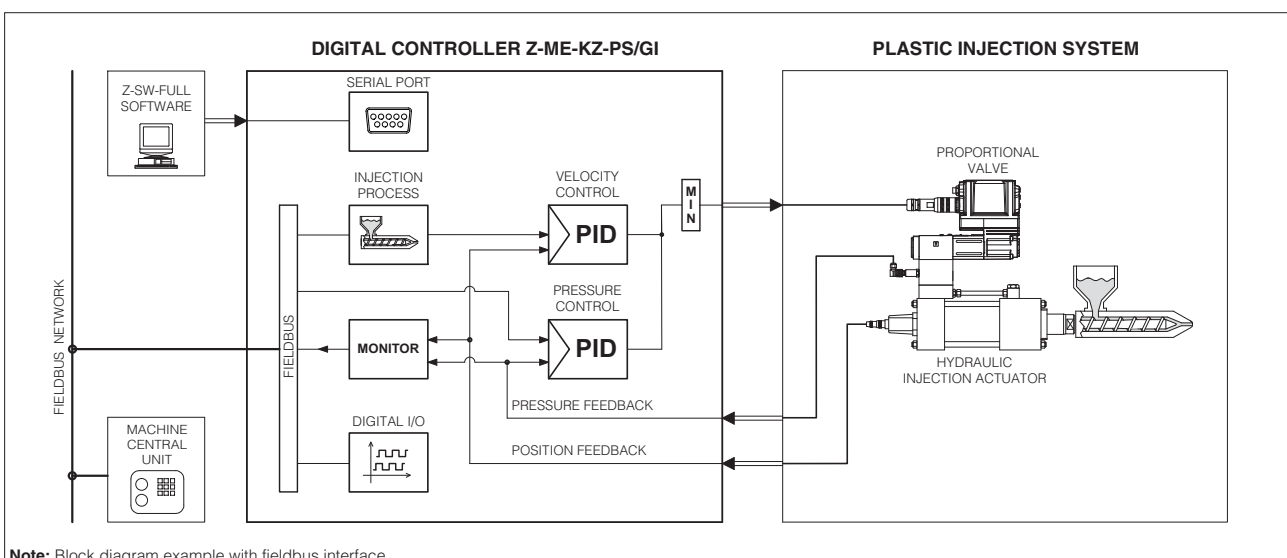 DIGITAL CONTROLLER Z-ME-KZ-PS/GI
PLASTIC INJECTION SYSTEM
Z-SW-FULL
SOFTWARE
SERIAL PORT
INJECTION
PROCESS
VELOCITY
CONTROL
MIN
PROPORTIONAL
VALVE
PID
PRESSURE
CONTROL
FIELDBUS NETWORK
FIELDBUS
MONITOR
PID
HYDRAULIC
INJECTION ACTUATOR
PRESSURE FEEDBACK
MACHINE
CENTRAL
UNIT
DIGITAL I/O
POSITION FEEDBACK
Note: Block diagram example with fieldbus interface